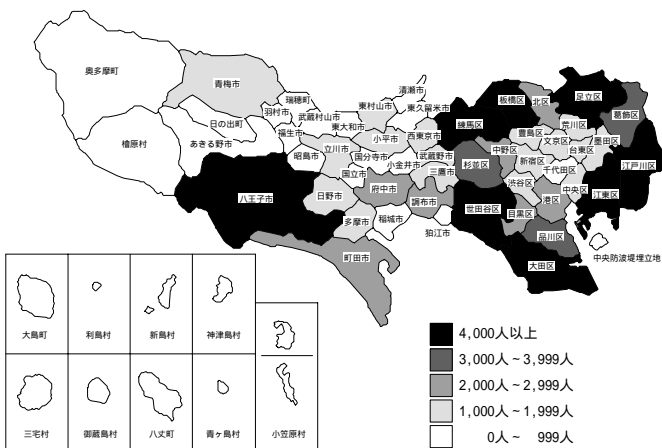 奥多摩町
青梅市
檜原村
日の出町
あきる野市
瑞穂町
羽村市
武蔵村山市
福生市
東大和市
昭島市
立川市
国立市
国分寺市
小平市
東村山市
清瀬市
東久留米市
西東京市
小金井市
武蔵野市
三鷹市
八王子市
日野市
多摩市
稲城市
府中市
調布市
狛江市
町田市
練馬区
板橋区
北区
足立区
葛飾区
荒川区
豊島区
文京区
台東区
墨田区
江戸川区
中野区
杉並区
新宿区
千代田区
渋谷区
港区
中央区
江東区
世田谷区
目黒区
品川区
大田区
中央防波堤埋立地
大島町
利島村
新島村
神津島村
三宅村
御蔵島村
八丈町
青ヶ島村
小笠原村
4,000人以上
3,000人~3,999人
2,000人~2,999人
1,000人~1,999人
0人~ 999人